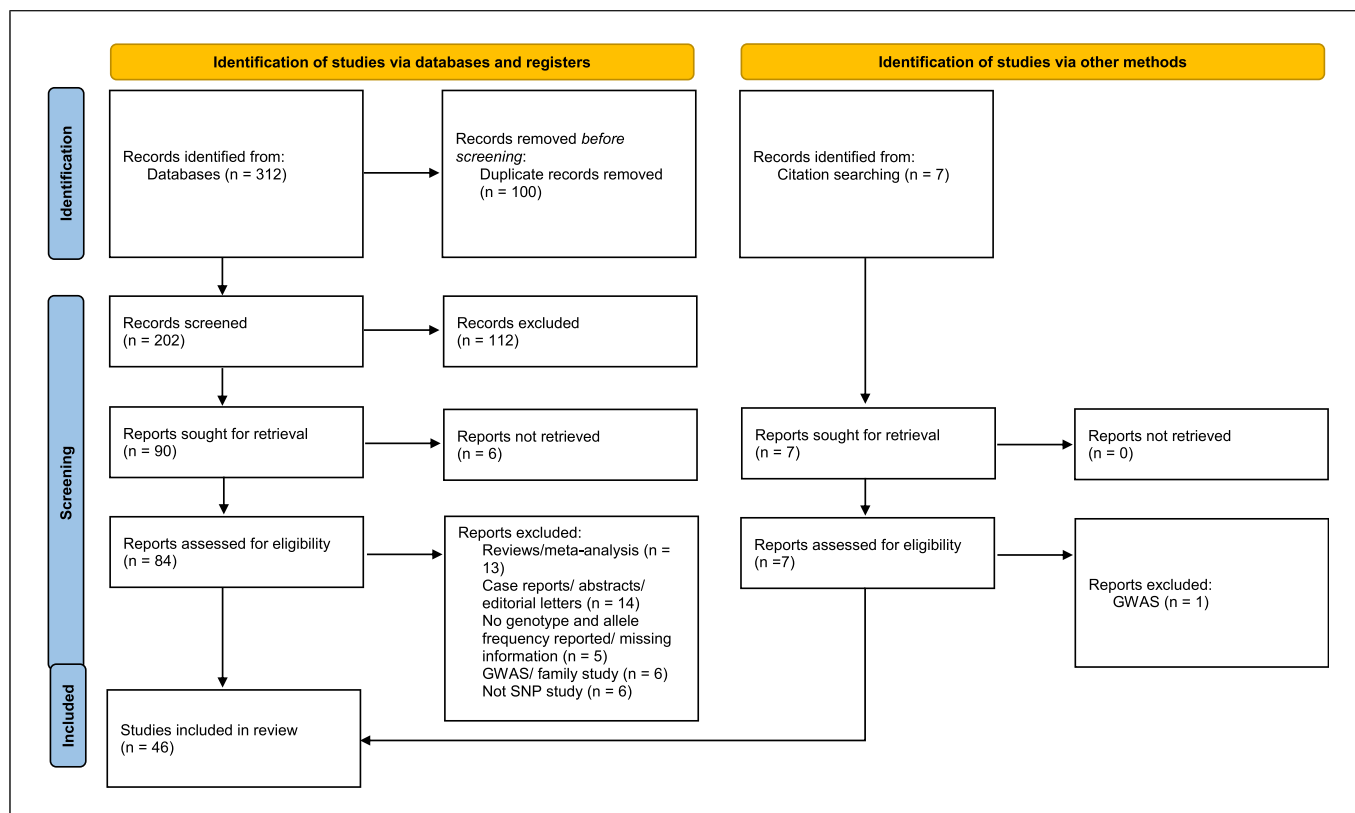 Identification of studies via databases and registers
Identification of studies via other methods
Identification
Records identified from:
Databases (n = 312)
Records removed before
screening:
Duplicate records removed
(n = 100)
Records identified from:
Citation searching (n = 7)
Screening
Records screened
(n = 202)
Records excluded
(n = 112)
Reports sought for retrieval
(n = 90)
Reports not retrieved
(n = 6)
Reports sought for retrieval
(n = 7)
Reports not retrieved
(n = 0)
Reports assessed for eligibility
(n = 84)
Reports excluded:
Reviews/meta-analysis (n =
13)
Case reports/ abstracts/
editorial letters (n = 14)
No genotype and allele
frequency reported/ missing
information (n = 5)
GWAS/ family study (n = 6)
Not SNP study (n = 6)
Reports assessed for eligibility
(n =7)
Reports excluded:
GWAS (n = 1)
Included
Studies included in review
(n = 46)